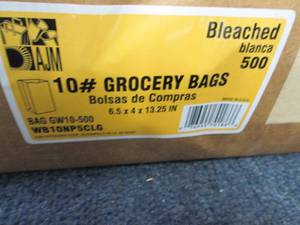 AJM
Bleached
blanca
500
10# GROCERY BAGS
Bolsas de Compras
6.5 x 4 x 13.25 IN
BAG GW10-500
WB10NP5CLG